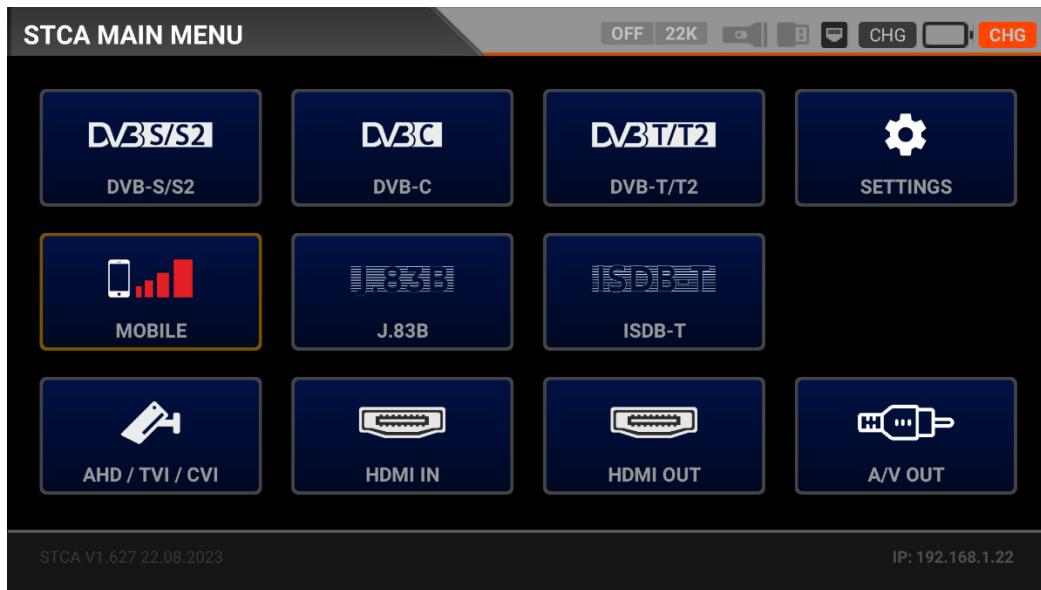 STCA MAIN MENU
OFF 22K CHG CHG
DVB S/S2 DVB C DVB T/T2
DVB-S/S2 DVB-C DVB-T/T2 SETTINGS
J.83B ISDB-T
MOBILE J.83B ISDB-T
AHD / TVI / CVI HDMI IN HDMI OUT A/V OUT
STCA V1.627 22.08.2023 IP: 192.168.1.22